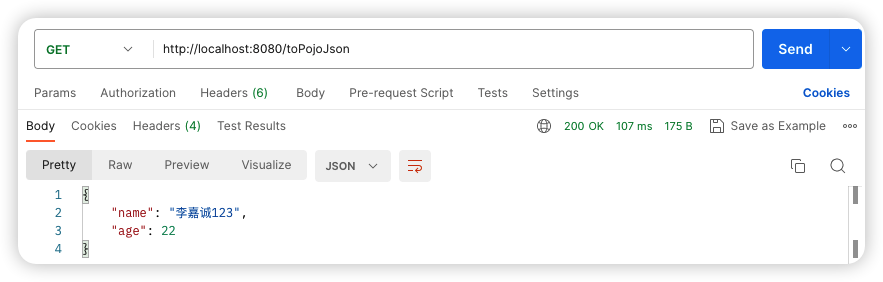 GET http://localhost:8080/toPojoJson Send
Params Authorization Headers (6) Body Pre-request Script Tests Settings Cookies
Body Cookies Headers (4) Test Results 200 OK 107 ms 175 B Save as Example
Pretty Raw Preview Visualize JSON
1 {
2 "name": "李嘉诚123",
3 "age": 22
4 }